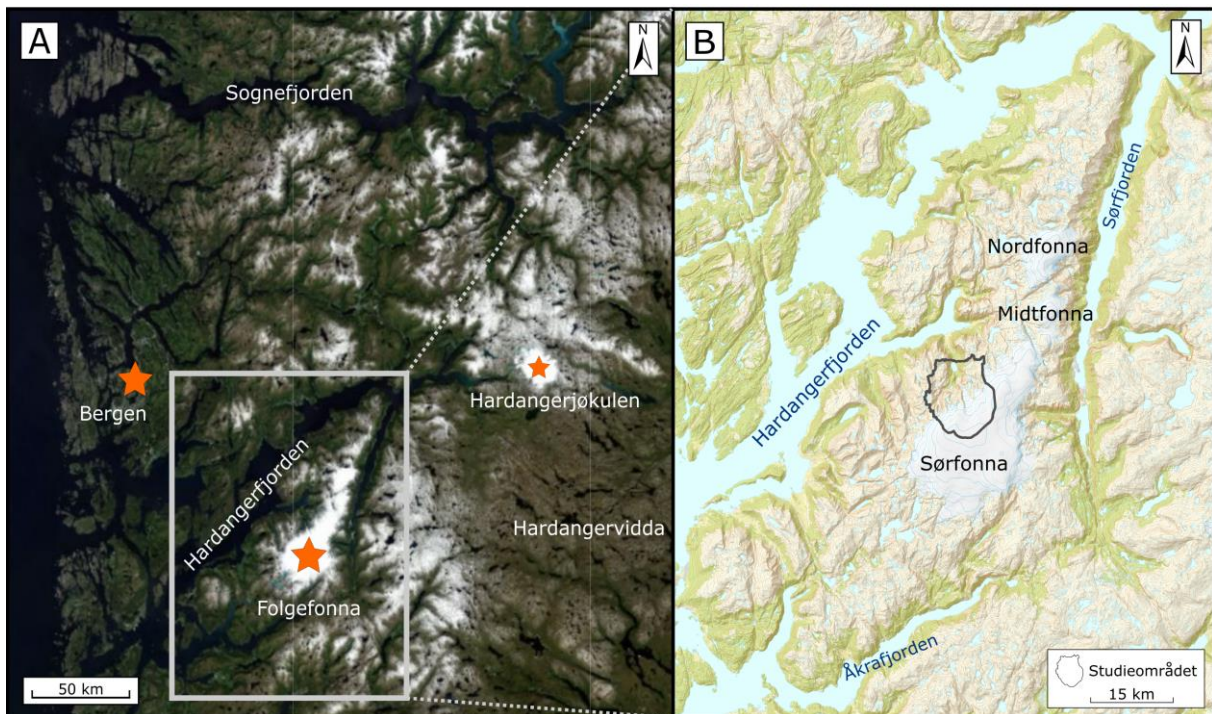 A
N
Sognefjorden
Bergen
Hardangerjøkulen
Hardangerfjorden
Hardangervidda
Folgefonna
50 km
B
N
Sørfjorden
Nordfonna
Midtfonna
Hardangerfjorden
Sørfonna
Åkrafjorden
Studieområdet
15 km